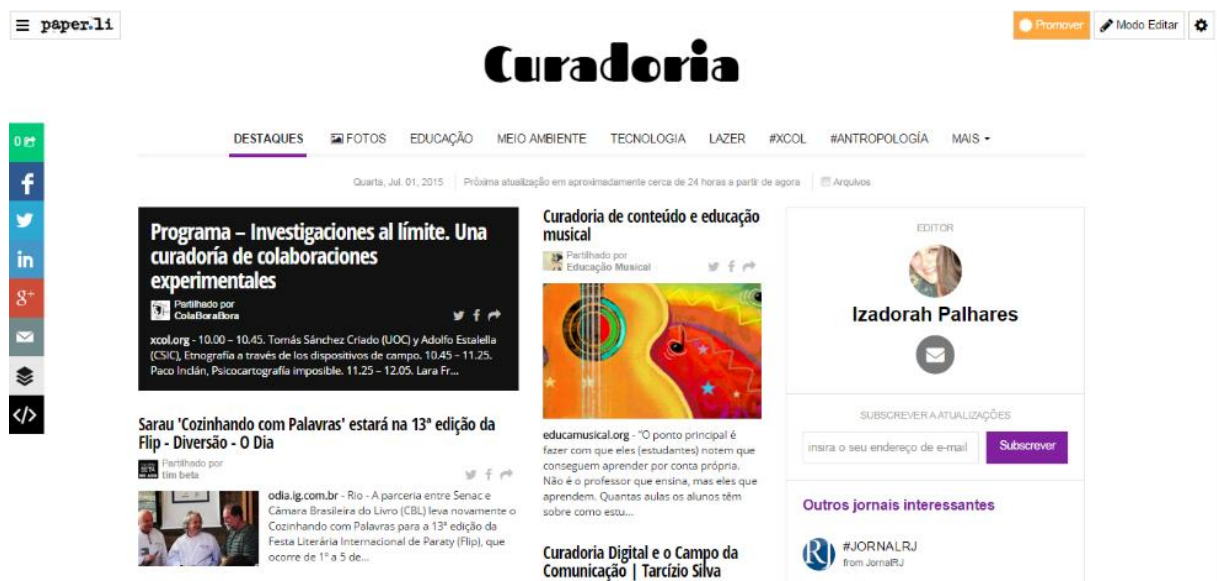 paper.li
Promover
Modo Editar
Curadoria
0
DESTAQUES FOTOS EDUCAÇÃO MEIO AMBIENTE TECNOLOGIA LAZER #XCOL #ANTROPOLOGÍA MAIS
Quarta, Jul. 01, 2015 Próxima atualização em aproximadamente cerca de 24 horas a partir de agora Arquivos
Programa – Investigaciones al límite. Una
curadoría de colaboraciones
experimentales
Partilhado por
ColaBoraBora
xcol.org - 10.00 – 10.45. Tomás Sánchez Criado (UOC) y Adolfo Estalella
(CSIC), Etnografía a través de los dispositivos de campo. 10.45 – 11.25.
Paco Inclán, Psicocartografía imposible. 11.25 – 12.05. Lara Fr...
Sarau 'Cozinhando com Palavras' estará na 13ª edição da
Flip - Diversão - O Dia
Partilhado por
tim beta
odia.ig.com.br - Rio - A parceria entre Senac e
Câmara Brasileira do Livro (CBL) leva novamente o
Cozinhando com Palavras para a 13ª edição da
Festa Literária Internacional de Paraty (Flip), que
ocorre de 1º a 5 de...
Curadoria de conteúdo e educação
musical
Partilhado por
Educação Musical
educamusical.org - "O ponto principal é
fazer com que eles (estudantes) notem que
conseguem aprender por conta própria.
Não é o professor que ensina, mas eles que
aprendem. Quantas aulas os alunos têm
sobre como estu...
Curadoria Digital e o Campo da
Comunicação | Tarcízio Silva
EDITOR
Izadorah Palhares
SUBSCREVER A ATUALIZAÇÕES
insira o seu endereço de e-mail
Subscrever
Outros jornais interessantes
#JORNALRJ
from JornalRJ